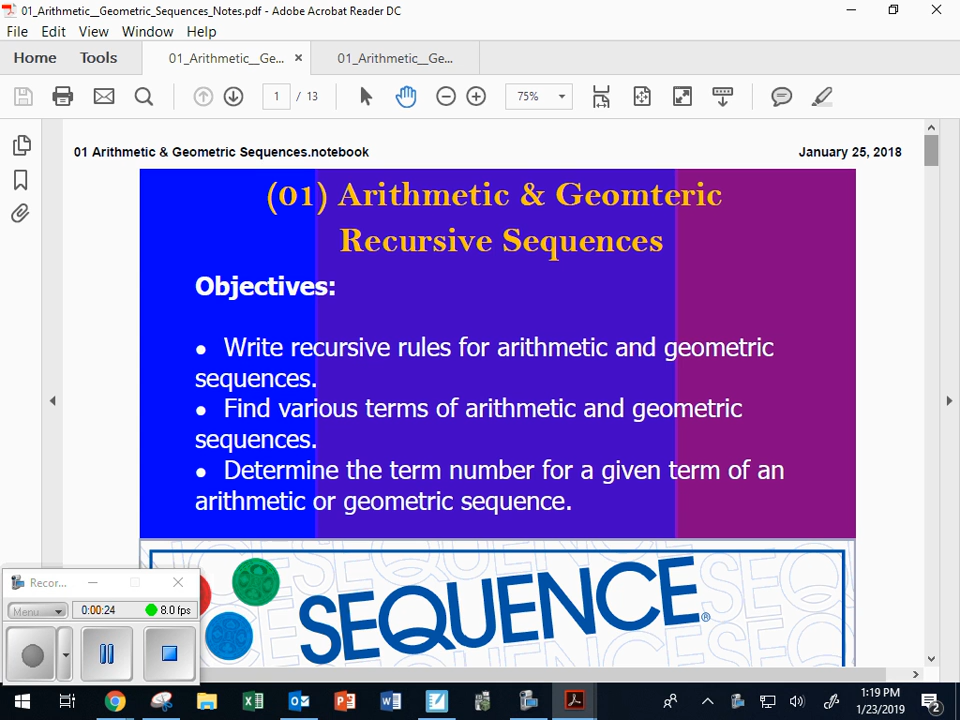 01_Arithmetic__Geometric_Sequences_Notes.pdf - Adobe Acrobat Reader DC
File Edit View Window Help
Home Tools 01_Arithmetic__Ge... × 01_Arithmetic__Ge...
1 / 13 75%
01 Arithmetic & Geometric Sequences.notebook January 25, 2018
(01) Arithmetic & Geomteric
Recursive Sequences
Objectives:
• Write recursive rules for arithmetic and geometric
sequences.
• Find various terms of arithmetic and geometric
sequences.
• Determine the term number for a given term of an
arithmetic or geometric sequence.
SEQUENCE®
Recor...
Menu 0:00:24 8.0 fps
1:19 PM
1/23/2019
2